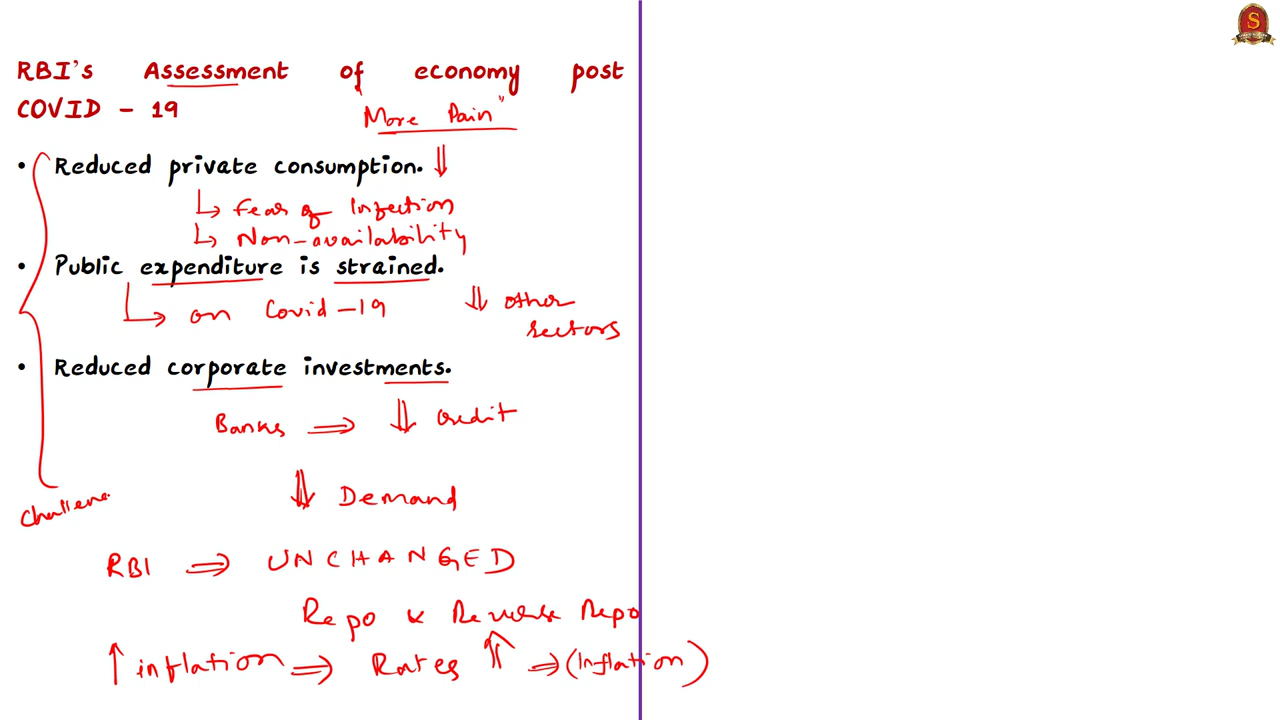 RBI's Assessment of economy post
COVID - 19
More Pain"
• Reduced private consumption. ⇓
↳ Fear of Infection
↳ Non-availability
• Public expenditure is strained.
↳ on Covid-19 ⇓ other
sectors
• Reduced corporate investments.
Banks ⇒ ⇓ credit
⇓ Demand
RBI ⇒ UNCHANGED
Repo & Reverse Repo
↑ inflation ⇒ Rates ⇑ ⇒ (Inflation)
S